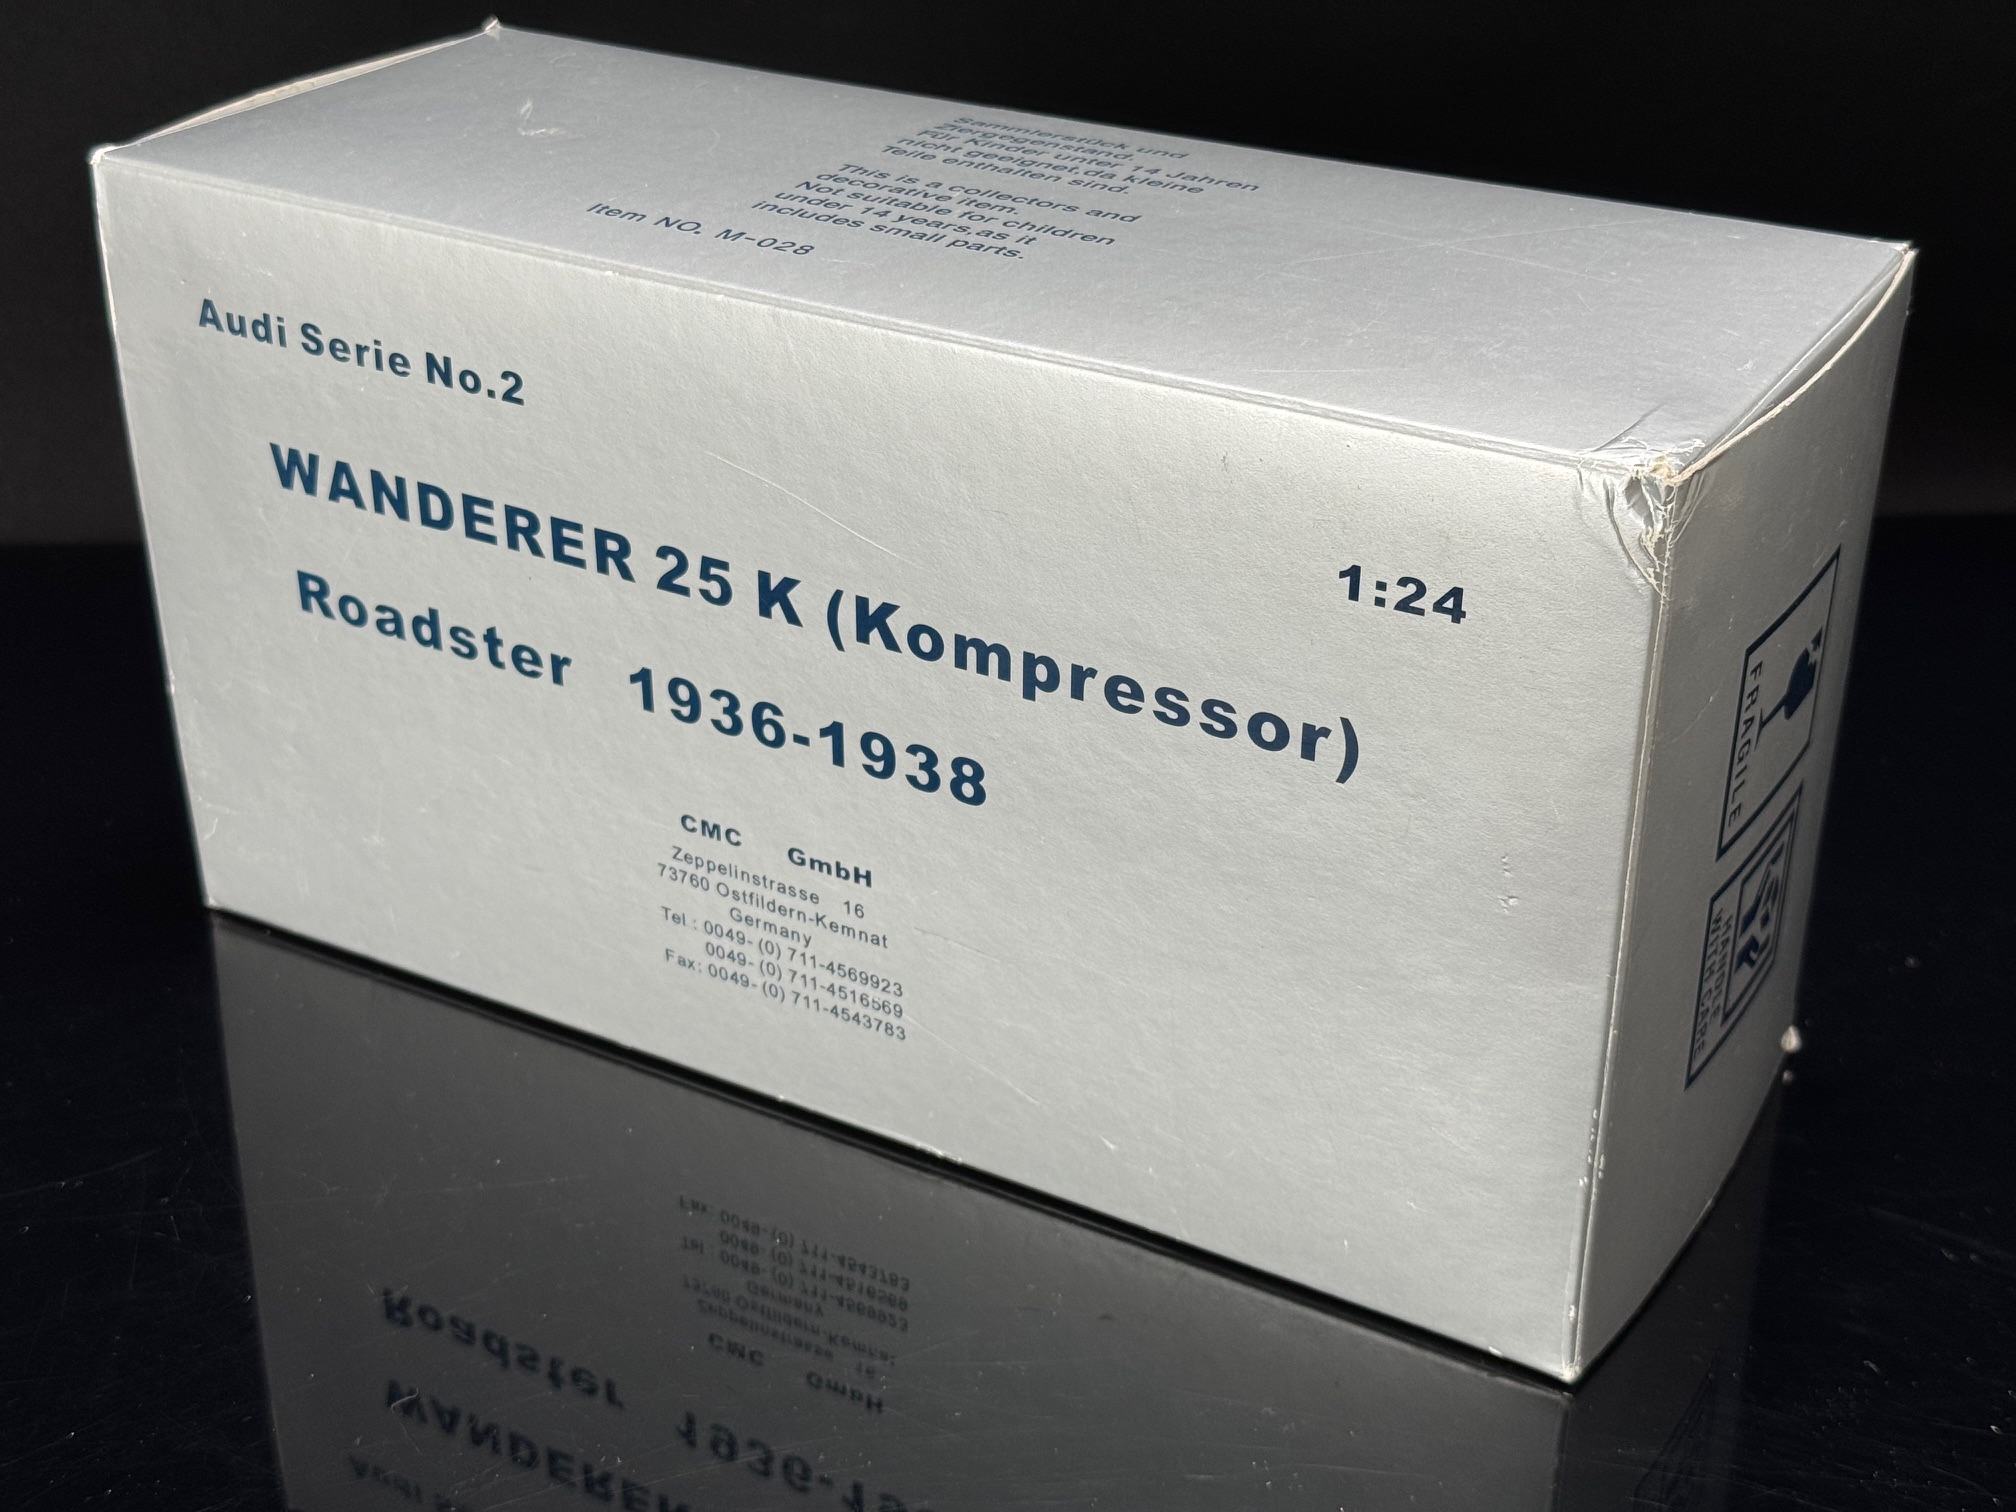 Sammlerstück und
Ziergegenstand.
Für Kinder unter 14 Jahren
nicht geeignet,da kleine
Teile enthalten sind.
This is a collectors and
decorative item.
Not suitable for children
under 14 years,as it
includes small parts.
Item NO. M-028
Audi Serie No.2
1:24
WANDERER 25 K (Kompressor)
Roadster 1936-1938
CMC GmbH
Zeppelinstrasse 16
73760 Ostfildern-Kemnat
Germany
Tel : 0049- (0) 711-4569923
0049- (0) 711-4516569
Fax: 0049- (0) 711-4543783
FRAGILE
HANDLE
WITH CARE